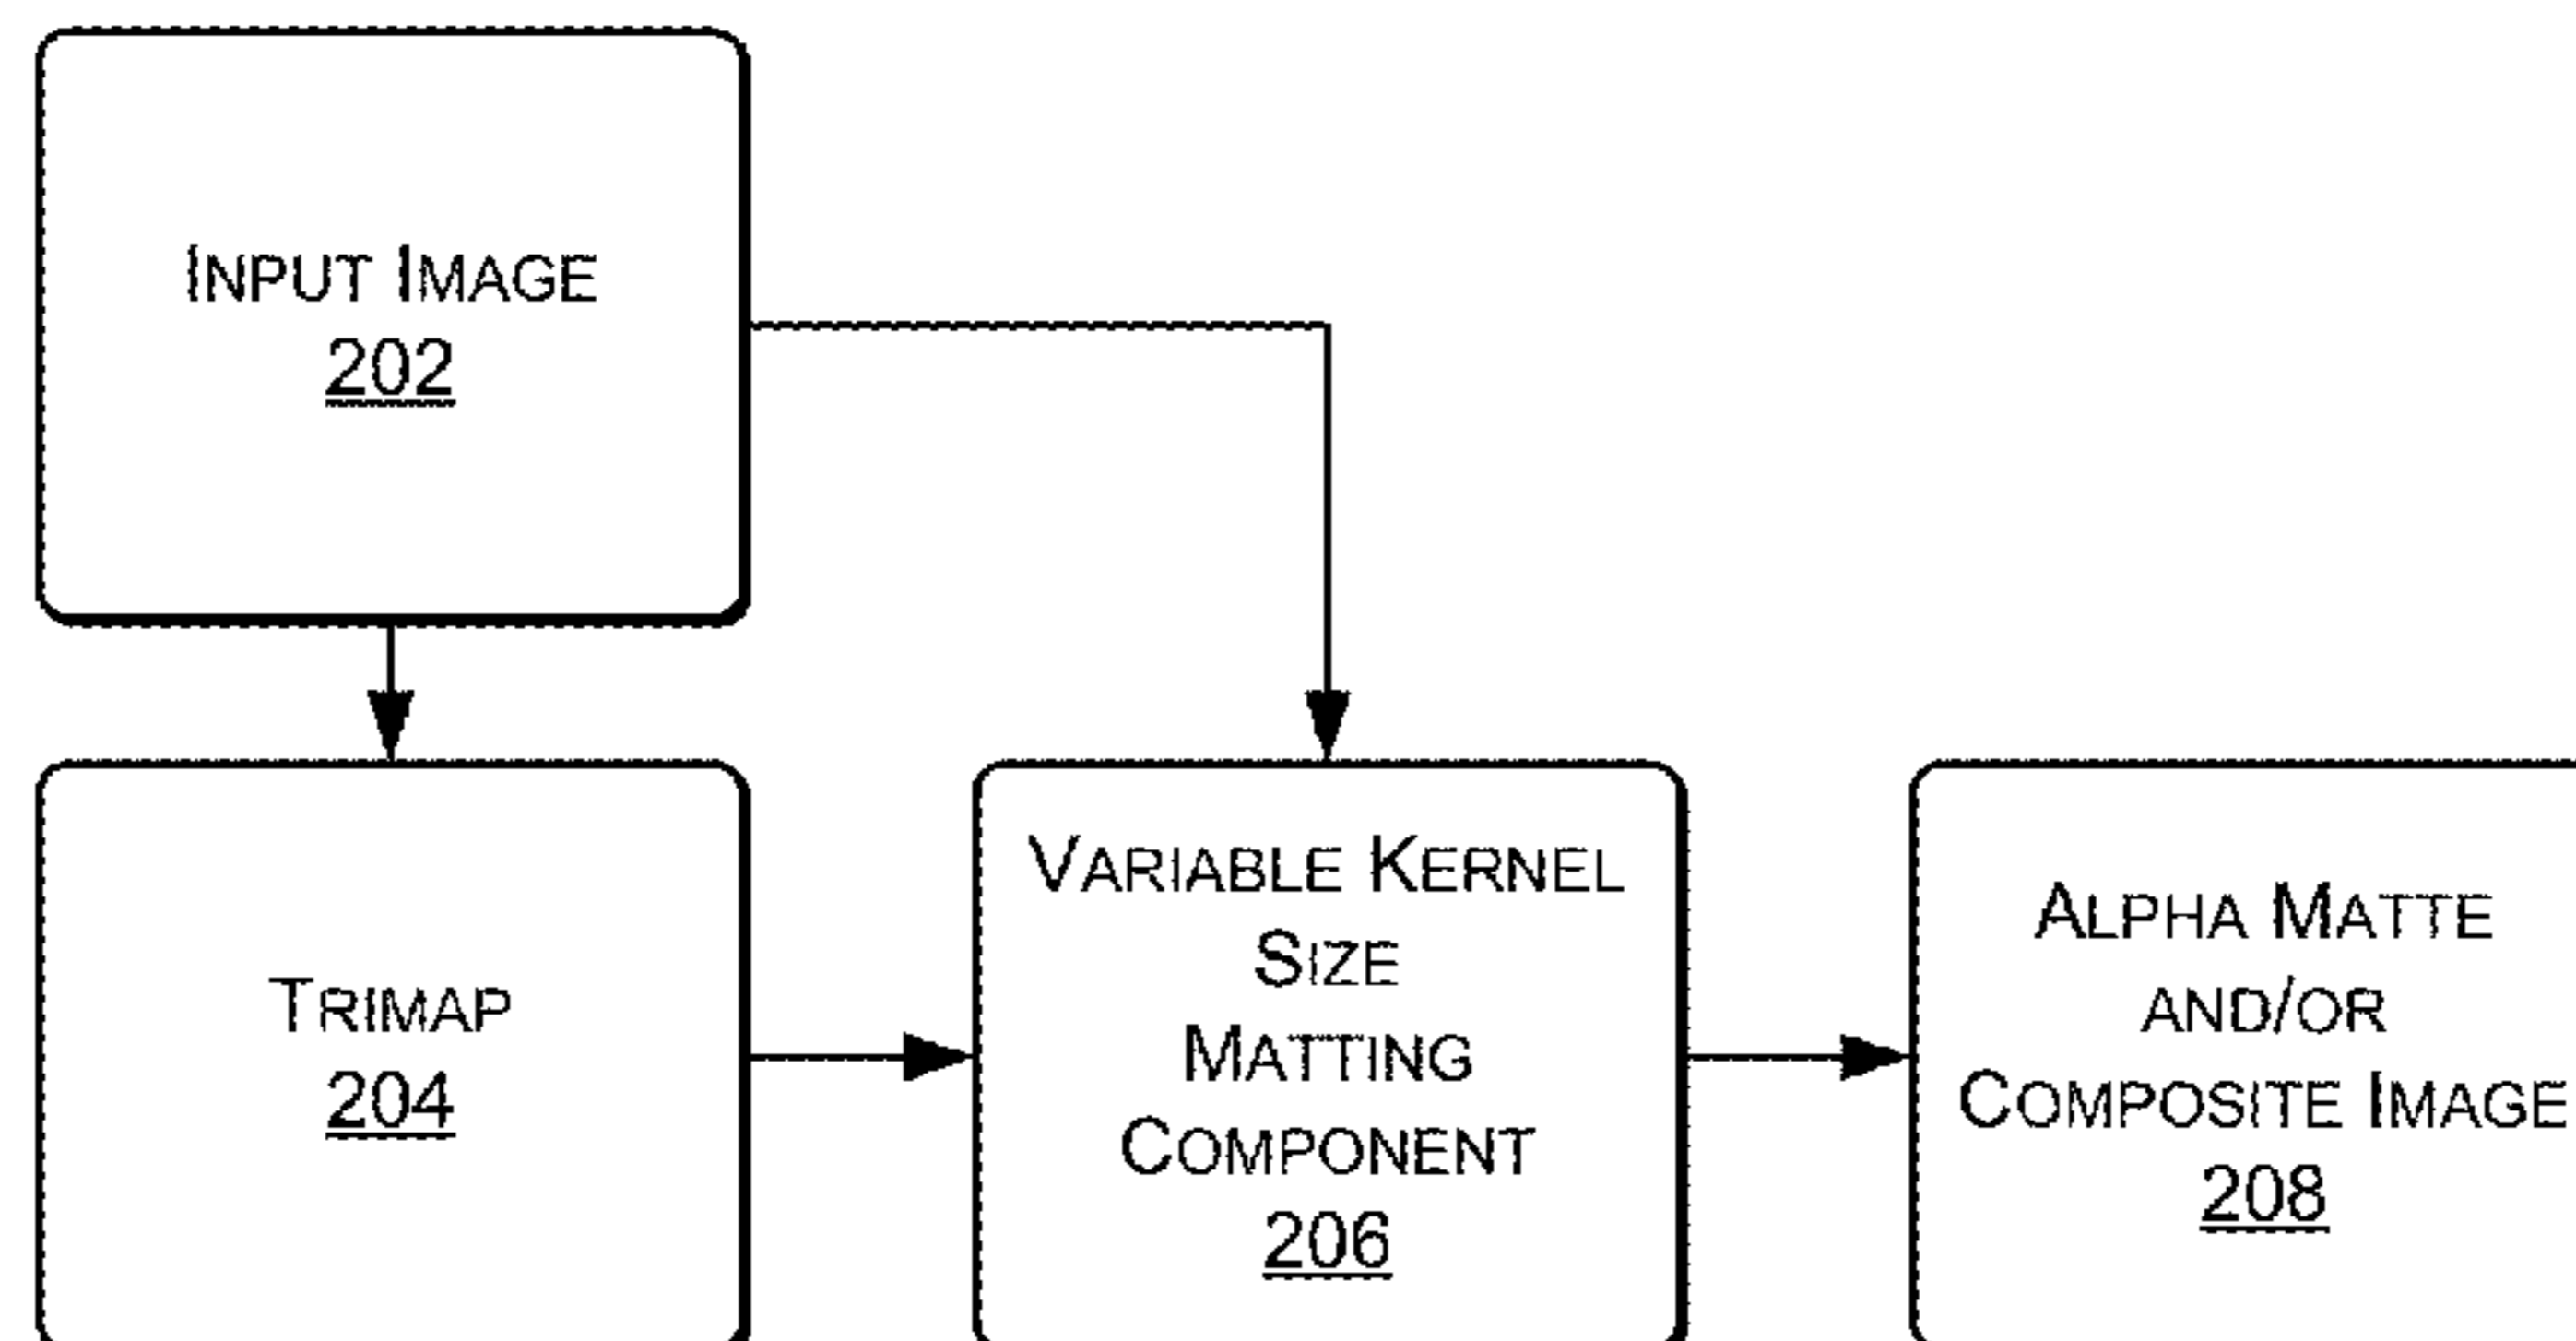 INPUT IMAGE
202
TRIMAP
204
VARIABLE KERNEL
SIZE
MATTING
COMPONENT
206
ALPHA MATTE
AND/OR
COMPOSITE IMAGE
208